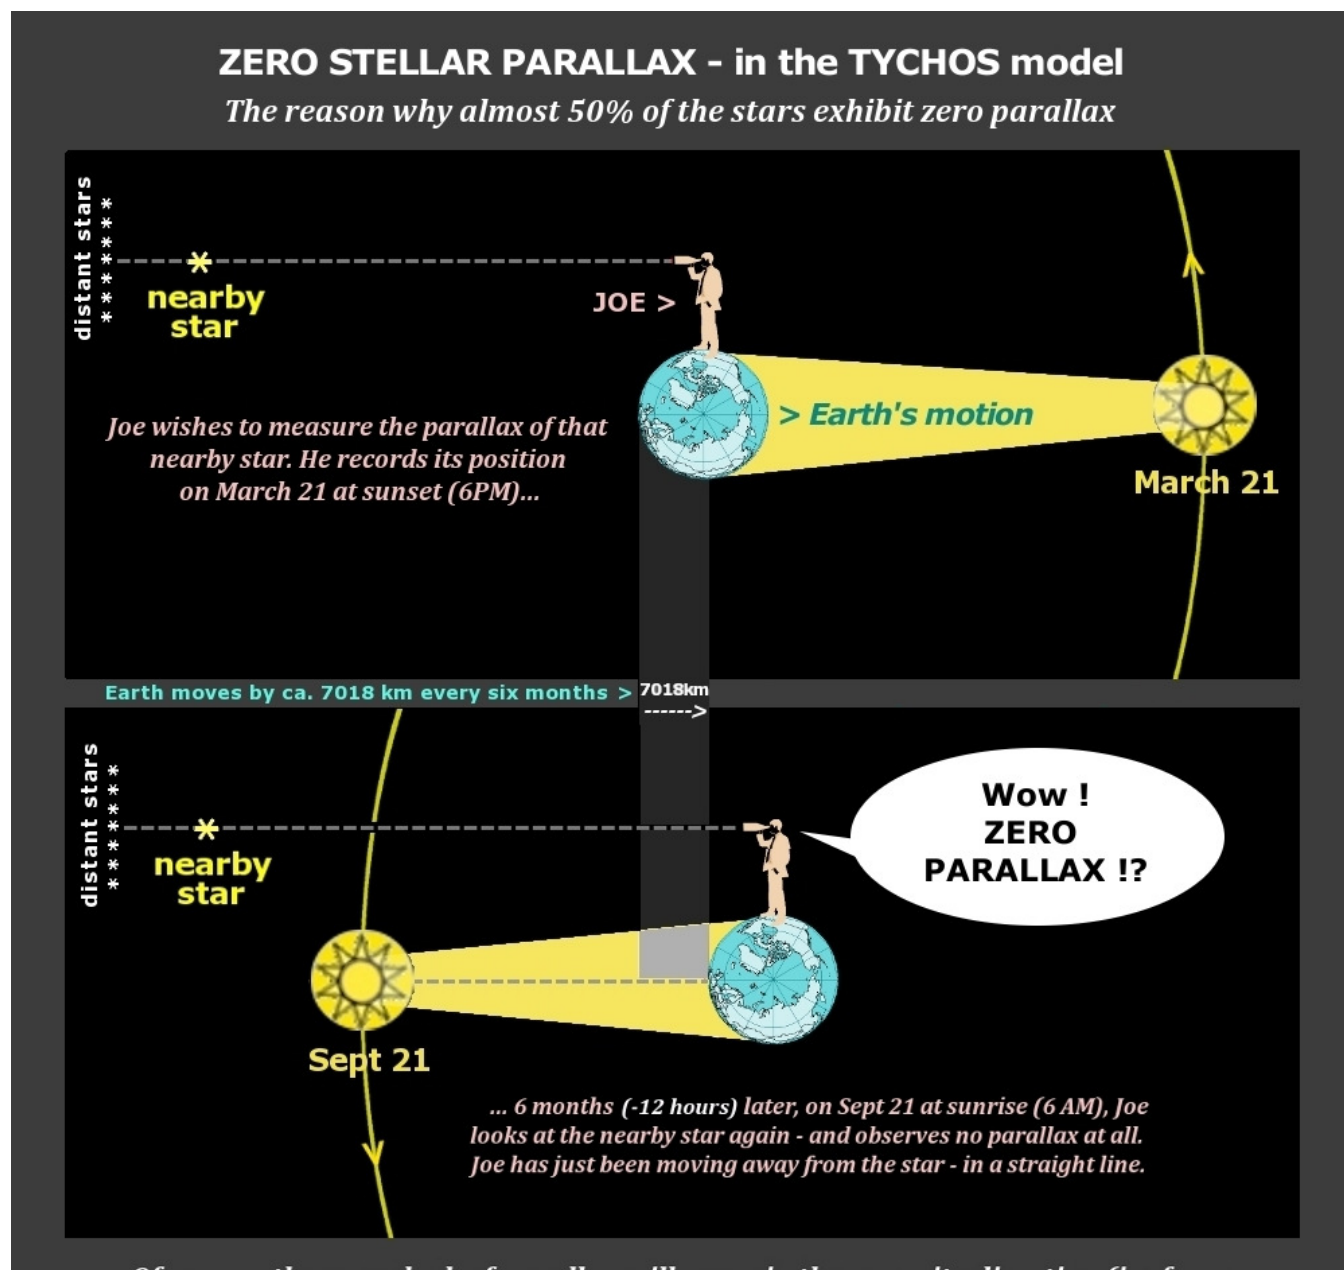 ZERO STELLAR PARALLAX - in the TYCHOS model
The reason why almost 50% of the stars exhibit zero parallax
distant stars
* * * * * * * *
nearby
star
JOE >
> Earth's motion
Joe wishes to measure the parallax of that
nearby star. He records its position
on March 21 at sunset (6PM)...
March 21
Earth moves by ca. 7018 km every six months >
7018km
------>
distant stars
* * * * * * * *
nearby
star
Wow !
ZERO
PARALLAX !?
Sept 21
... 6 months (-12 hours) later, on Sept 21 at sunrise (6 AM), Joe
looks at the nearby star again - and observes no parallax at all.
Joe has just been moving away from the star - in a straight line.